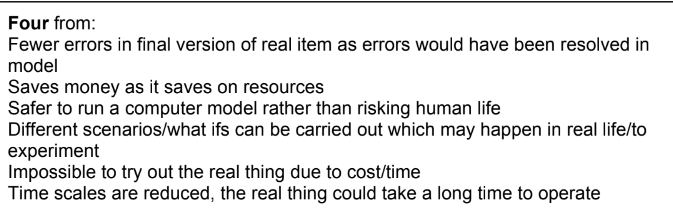 Four from:
Fewer errors in final version of real item as errors would have been resolved in
model
Saves money as it saves on resources
Safer to run a computer model rather than risking human life
Different scenarios/what ifs can be carried out which may happen in real life/to
experiment
Impossible to try out the real thing due to cost/time
Time scales are reduced, the real thing could take a long time to operate